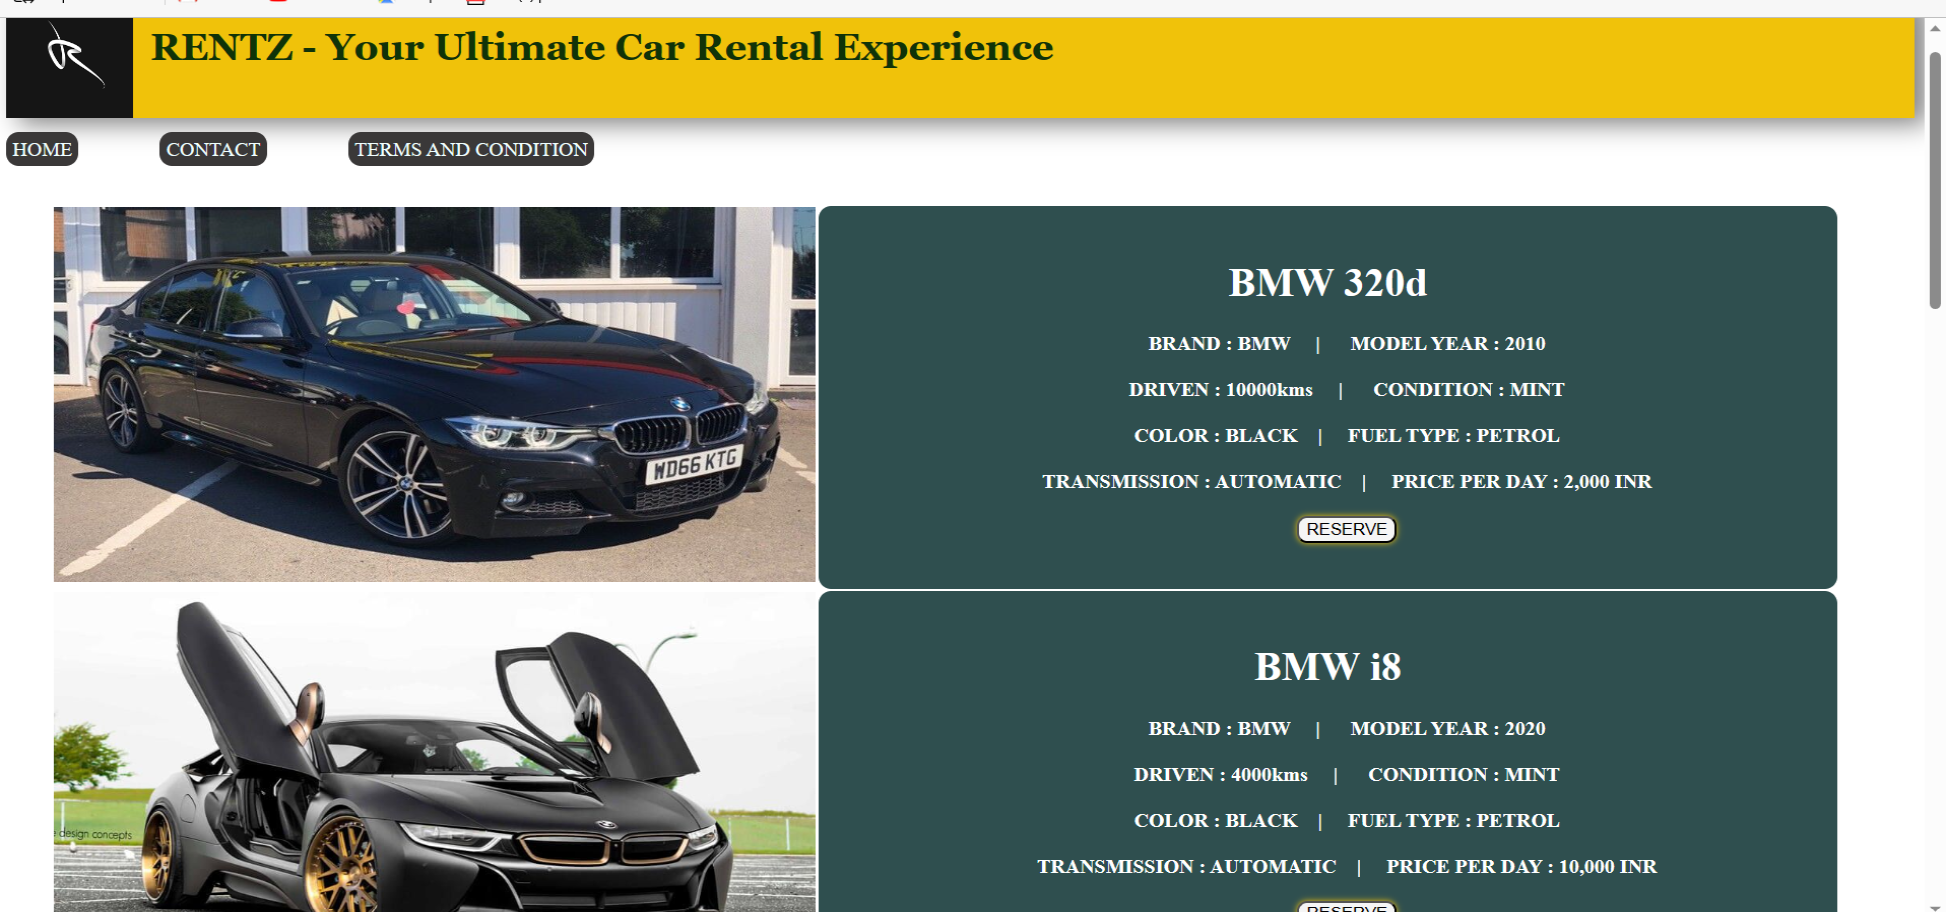 RENTZ - Your Ultimate Car Rental Experience
HOME
CONTACT
TERMS AND CONDITION
WD66 KTG
BMW 320d
BRAND : BMW | MODEL YEAR : 2010
DRIVEN : 10000kms | CONDITION : MINT
COLOR : BLACK | FUEL TYPE : PETROL
TRANSMISSION : AUTOMATIC | PRICE PER DAY : 2,000 INR
RESERVE
design concepts
BMW i8
BRAND : BMW | MODEL YEAR : 2020
DRIVEN : 4000kms | CONDITION : MINT
COLOR : BLACK | FUEL TYPE : PETROL
TRANSMISSION : AUTOMATIC | PRICE PER DAY : 10,000 INR
RESERVE